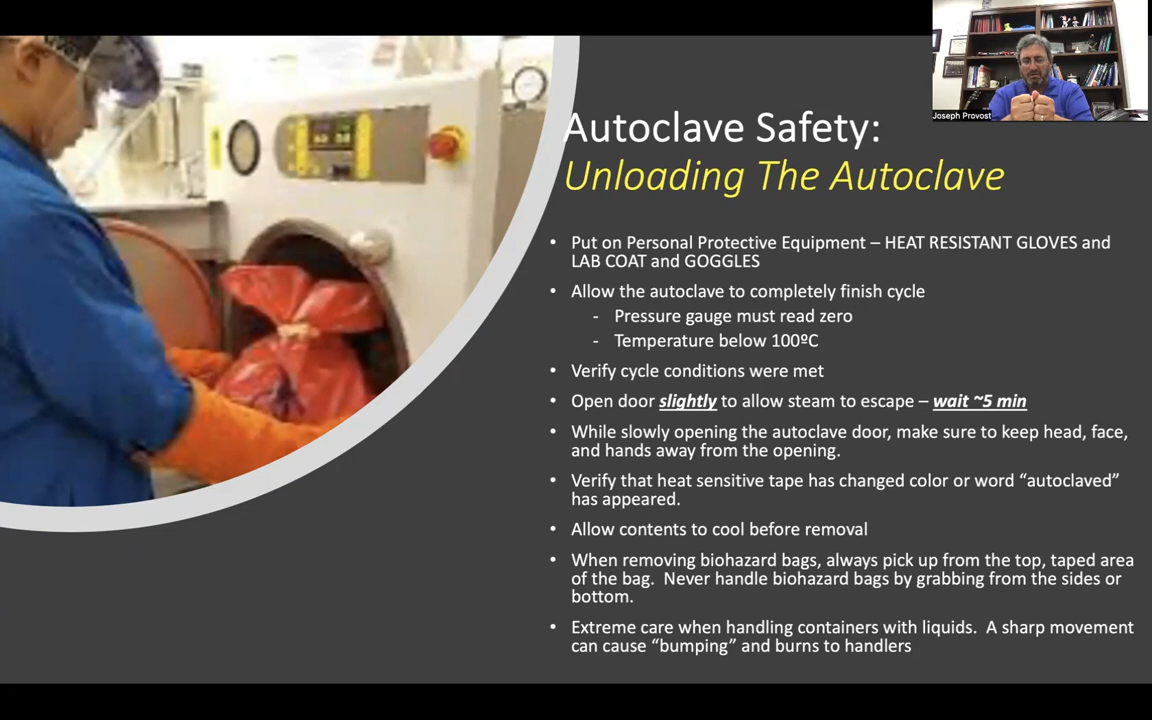 Joseph Provost
Autoclave Safety:
Unloading The Autoclave
• Put on Personal Protective Equipment – HEAT RESISTANT GLOVES and
LAB COAT and GOGGLES
• Allow the autoclave to completely finish cycle
- Pressure gauge must read zero
- Temperature below 100ºC
• Verify cycle conditions were met
• Open door slightly to allow steam to escape – wait ~5 min
• While slowly opening the autoclave door, make sure to keep head, face,
and hands away from the opening.
• Verify that heat sensitive tape has changed color or word “autoclaved”
has appeared.
• Allow contents to cool before removal
• When removing biohazard bags, always pick up from the top, taped area
of the bag.  Never handle biohazard bags by grabbing from the sides or
bottom.
• Extreme care when handling containers with liquids.  A sharp movement
can cause “bumping” and burns to handlers